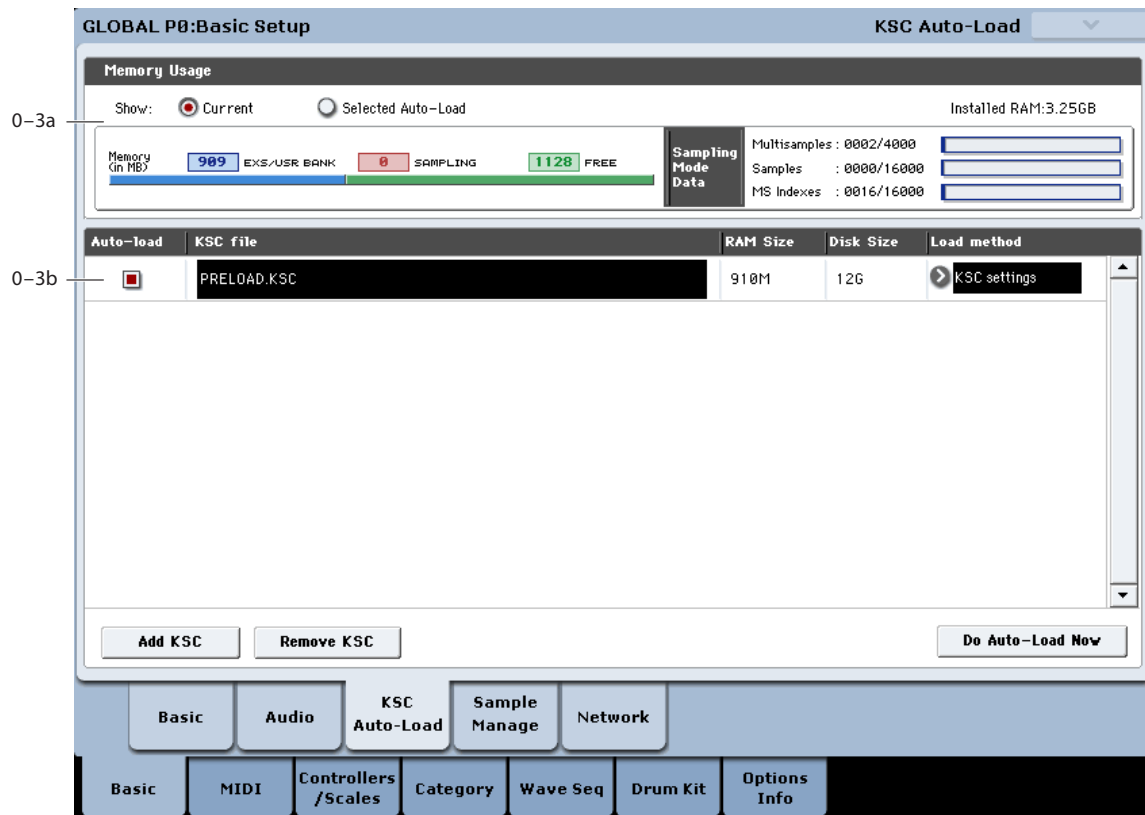 GLOBAL P0:Basic Setup KSC Auto-Load
Memory Usage
0–3a
Show: Current Selected Auto-Load Installed RAM:3.25GB
Memory
(in MB)
909 EXS/USR BANK 0 SAMPLING 1128 FREE
Sampling
Mode
Data
Multisamples : 0002/4000
Samples : 0000/16000
MS Indexes : 0016/16000
Auto-load KSC file RAM Size Disk Size Load method
0–3b
PRELOAD.KSC 910M 12G KSC settings
Add KSC Remove KSC Do Auto-Load Now
Basic Audio KSC
Auto-Load Sample
Manage Network
Basic MIDI Controllers
/Scales Category Wave Seq Drum Kit Options
Info